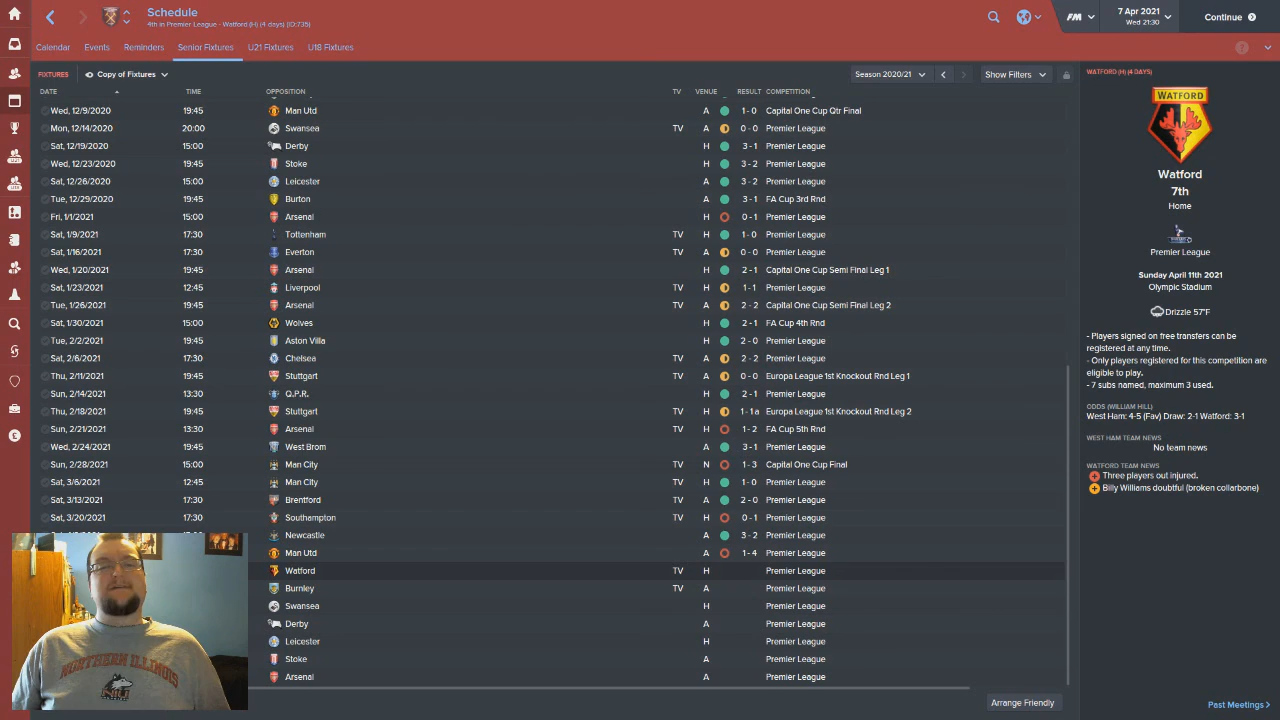 Schedule
4th in Premier League - Watford (H) (4 days) (ID:735)
FM
7 Apr 2021
Wed 21:30
Continue
Calendar Events Reminders Senior Fixtures U21 Fixtures U18 Fixtures
FIXTURES Copy of Fixtures Season 2020/21 Show Filters
DATE TIME OPPOSITION TV VENUE RESULT COMPETITION
Wed, 12/9/2020 19:45 Man Utd A 1-0 Capital One Cup Qtr Final
Mon, 12/14/2020 20:00 Swansea TV A 0-0 Premier League
Sat, 12/19/2020 15:00 Derby H 3-1 Premier League
Wed, 12/23/2020 19:45 Stoke H 3-2 Premier League
Sat, 12/26/2020 15:00 Leicester A 3-2 Premier League
Tue, 12/29/2020 19:45 Burton A 3-1 FA Cup 3rd Rnd
Fri, 1/1/2021 15:00 Arsenal H 0-1 Premier League
Sat, 1/9/2021 17:30 Tottenham TV H 1-0 Premier League
Sat, 1/16/2021 17:30 Everton TV A 0-0 Premier League
Wed, 1/20/2021 19:45 Arsenal H 2-1 Capital One Cup Semi Final Leg 1
Sat, 1/23/2021 12:45 Liverpool TV H 1-1 Premier League
Tue, 1/26/2021 19:45 Arsenal TV A 2-2 Capital One Cup Semi Final Leg 2
Sat, 1/30/2021 15:00 Wolves H 2-1 FA Cup 4th Rnd
Tue, 2/2/2021 19:45 Aston Villa H 2-0 Premier League
Sat, 2/6/2021 17:30 Chelsea TV A 2-2 Premier League
Thu, 2/11/2021 19:45 Stuttgart TV A 0-0 Europa League 1st Knockout Rnd Leg 1
Sun, 2/14/2021 13:30 Q.P.R. H 2-1 Premier League
Thu, 2/18/2021 19:45 Stuttgart TV H 1-1a Europa League 1st Knockout Rnd Leg 2
Sun, 2/21/2021 13:30 Arsenal TV H 1-2 FA Cup 5th Rnd
Wed, 2/24/2021 19:45 West Brom A 3-1 Premier League
Sun, 2/28/2021 15:00 Man City TV N 1-3 Capital One Cup Final
Sat, 3/6/2021 12:45 Man City TV H 1-0 Premier League
Sat, 3/13/2021 17:30 Brentford TV A 2-0 Premier League
Sat, 3/20/2021 17:30 Southampton TV H 0-1 Premier League
Newcastle A 3-2 Premier League
Man Utd A 1-4 Premier League
Watford TV H Premier League
Burnley TV A Premier League
Swansea H Premier League
Derby A Premier League
Leicester H Premier League
Stoke A Premier League
Arsenal A Premier League
Arrange Friendly
WATFORD (H) (4 DAYS)
WATFORD
Watford
7th
Home
Premier League
Sunday April 11th 2021
Olympic Stadium
Drizzle 57°F
- Players signed on free transfers can be
registered at any time.
- Only players registered for this competition are
eligible to play.
- 7 subs named, maximum 3 used.
ODDS (WILLIAM HILL)
West Ham: 4-5 (Fav) Draw: 2-1 Watford: 3-1
WEST HAM TEAM NEWS
No team news
WATFORD TEAM NEWS
Three players out injured.
Billy Williams doubtful (broken collarbone)
Past Meetings
NORTHERN ILLINOIS
NIU